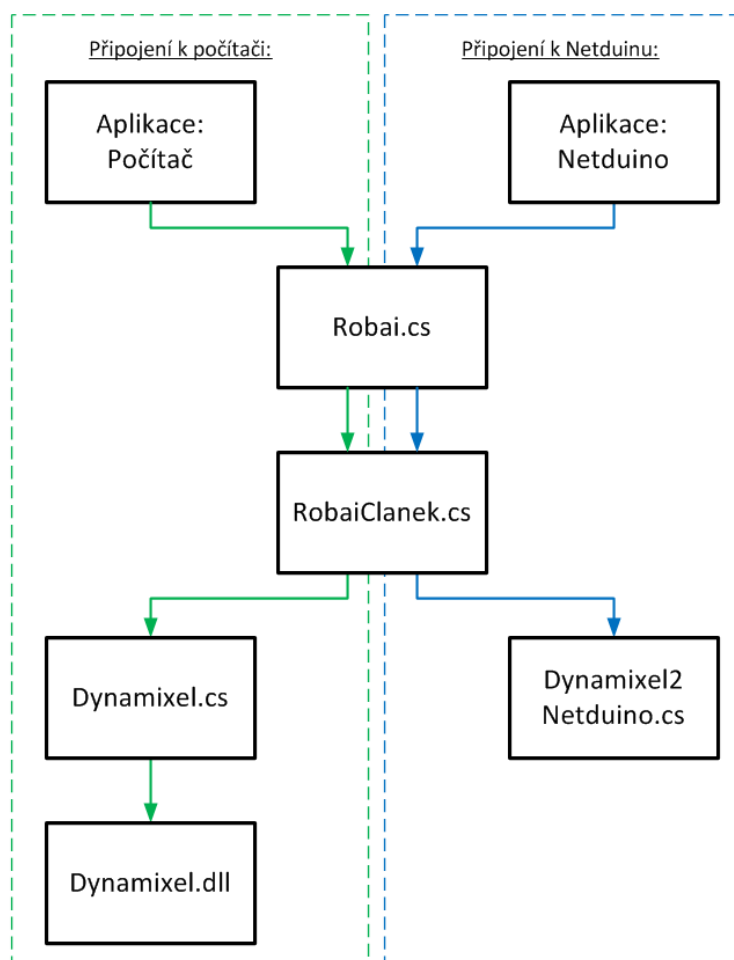 Připojení k počítači:
Připojení k Netduinu:
Aplikace:
Počítač
Aplikace:
Netduino
Robai.cs
RobaiClanek.cs
Dynamixel.cs
Dynamixel2
Netduino.cs
Dynamixel.dll